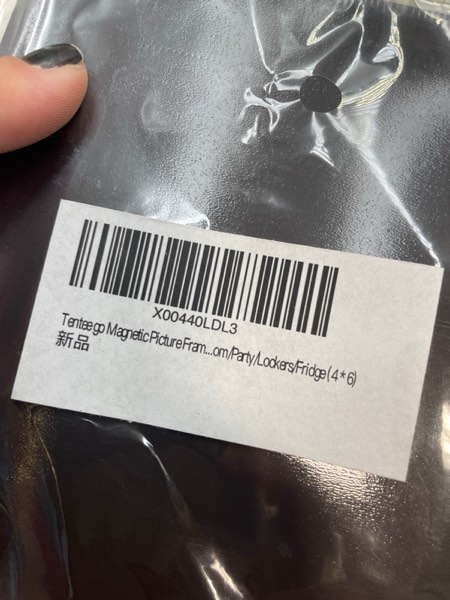 X00440LDL3
Tenteego Magnetic Picture Fram...om/Party/Lockers/Fridge (4*6)
新品